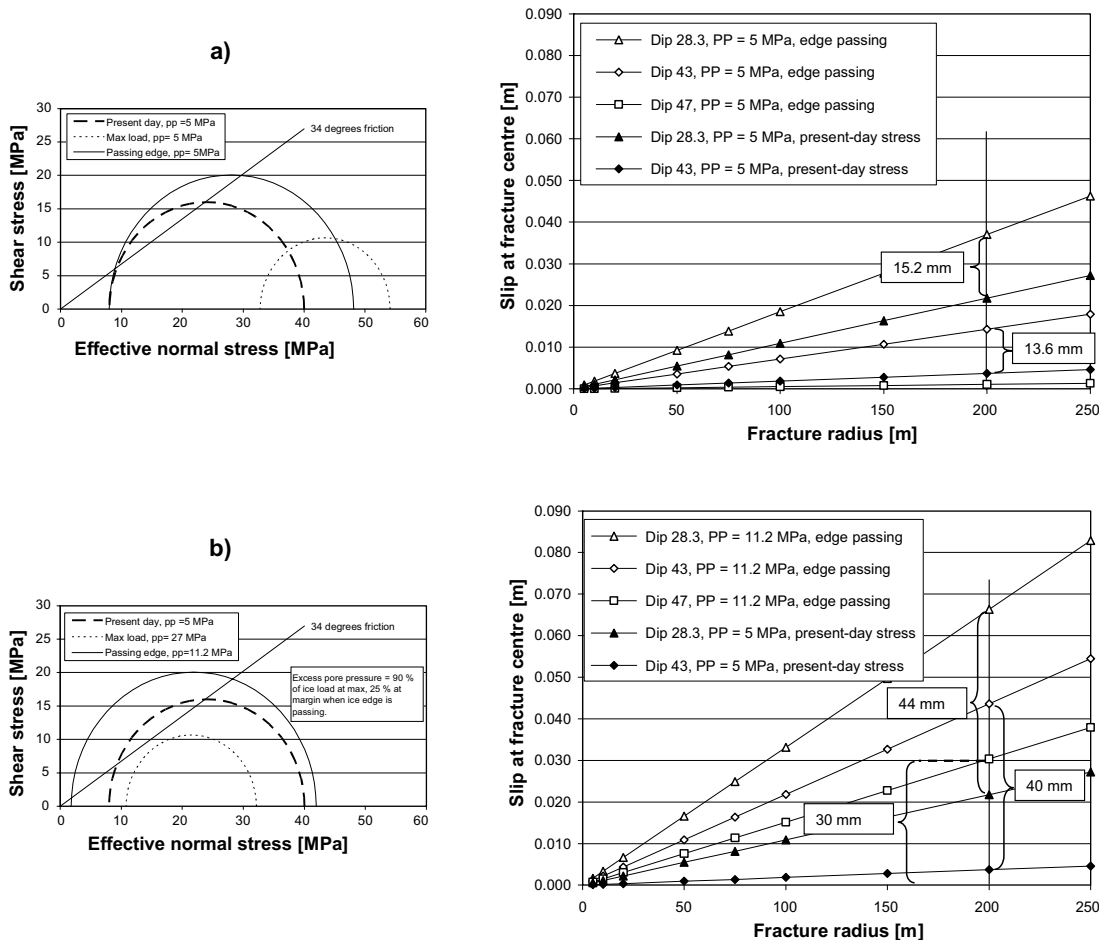 a)
30
25
20
15
10
5
0
Shear stress [MPa]
Present day, pp =5 MPa
Max load, pp= 5 MPa
Passing edge, pp= 5MPa
34 degrees friction
0 10 20 30 40 50 60
Effective normal stress [MPa]
0.090
0.080
0.070
0.060
0.050
0.040
0.030
0.020
0.010
0.000
Slip at fracture centre [m]
Dip 28.3, PP = 5 MPa, edge passing
Dip 43, PP = 5 MPa, edge passing
Dip 47, PP = 5 MPa, edge passing
Dip 28.3, PP = 5 MPa, present-day stress
Dip 43, PP = 5 MPa, present-day stress
15.2 mm
13.6 mm
0 50 100 150 200 250
Fracture radius [m]
b)
30
25
20
15
10
5
0
Shear stress [MPa]
Present day, pp =5 MPa
Max load, pp= 27 MPa
Passing edge, pp=11.2 MPa
34 degrees friction
Excess pore pressure = 90 %
of ice load at max, 25 % at
margin when ice edge is
passing.
0 10 20 30 40 50 60
Effective normal stress [MPa]
0.090
0.080
0.070
0.060
0.050
0.040
0.030
0.020
0.010
0.000
Slip at fracture centre [m]
Dip 28.3, PP = 11.2 MPa, edge passing
Dip 43, PP = 11.2 MPa, edge passing
Dip 47, PP = 11.2 MPa, edge passing
Dip 28.3, PP = 5 MPa, present-day stress
Dip 43, PP = 5 MPa, present-day stress
44 mm
40 mm
30 mm
0 50 100 150 200 250
Fracture radius [m]